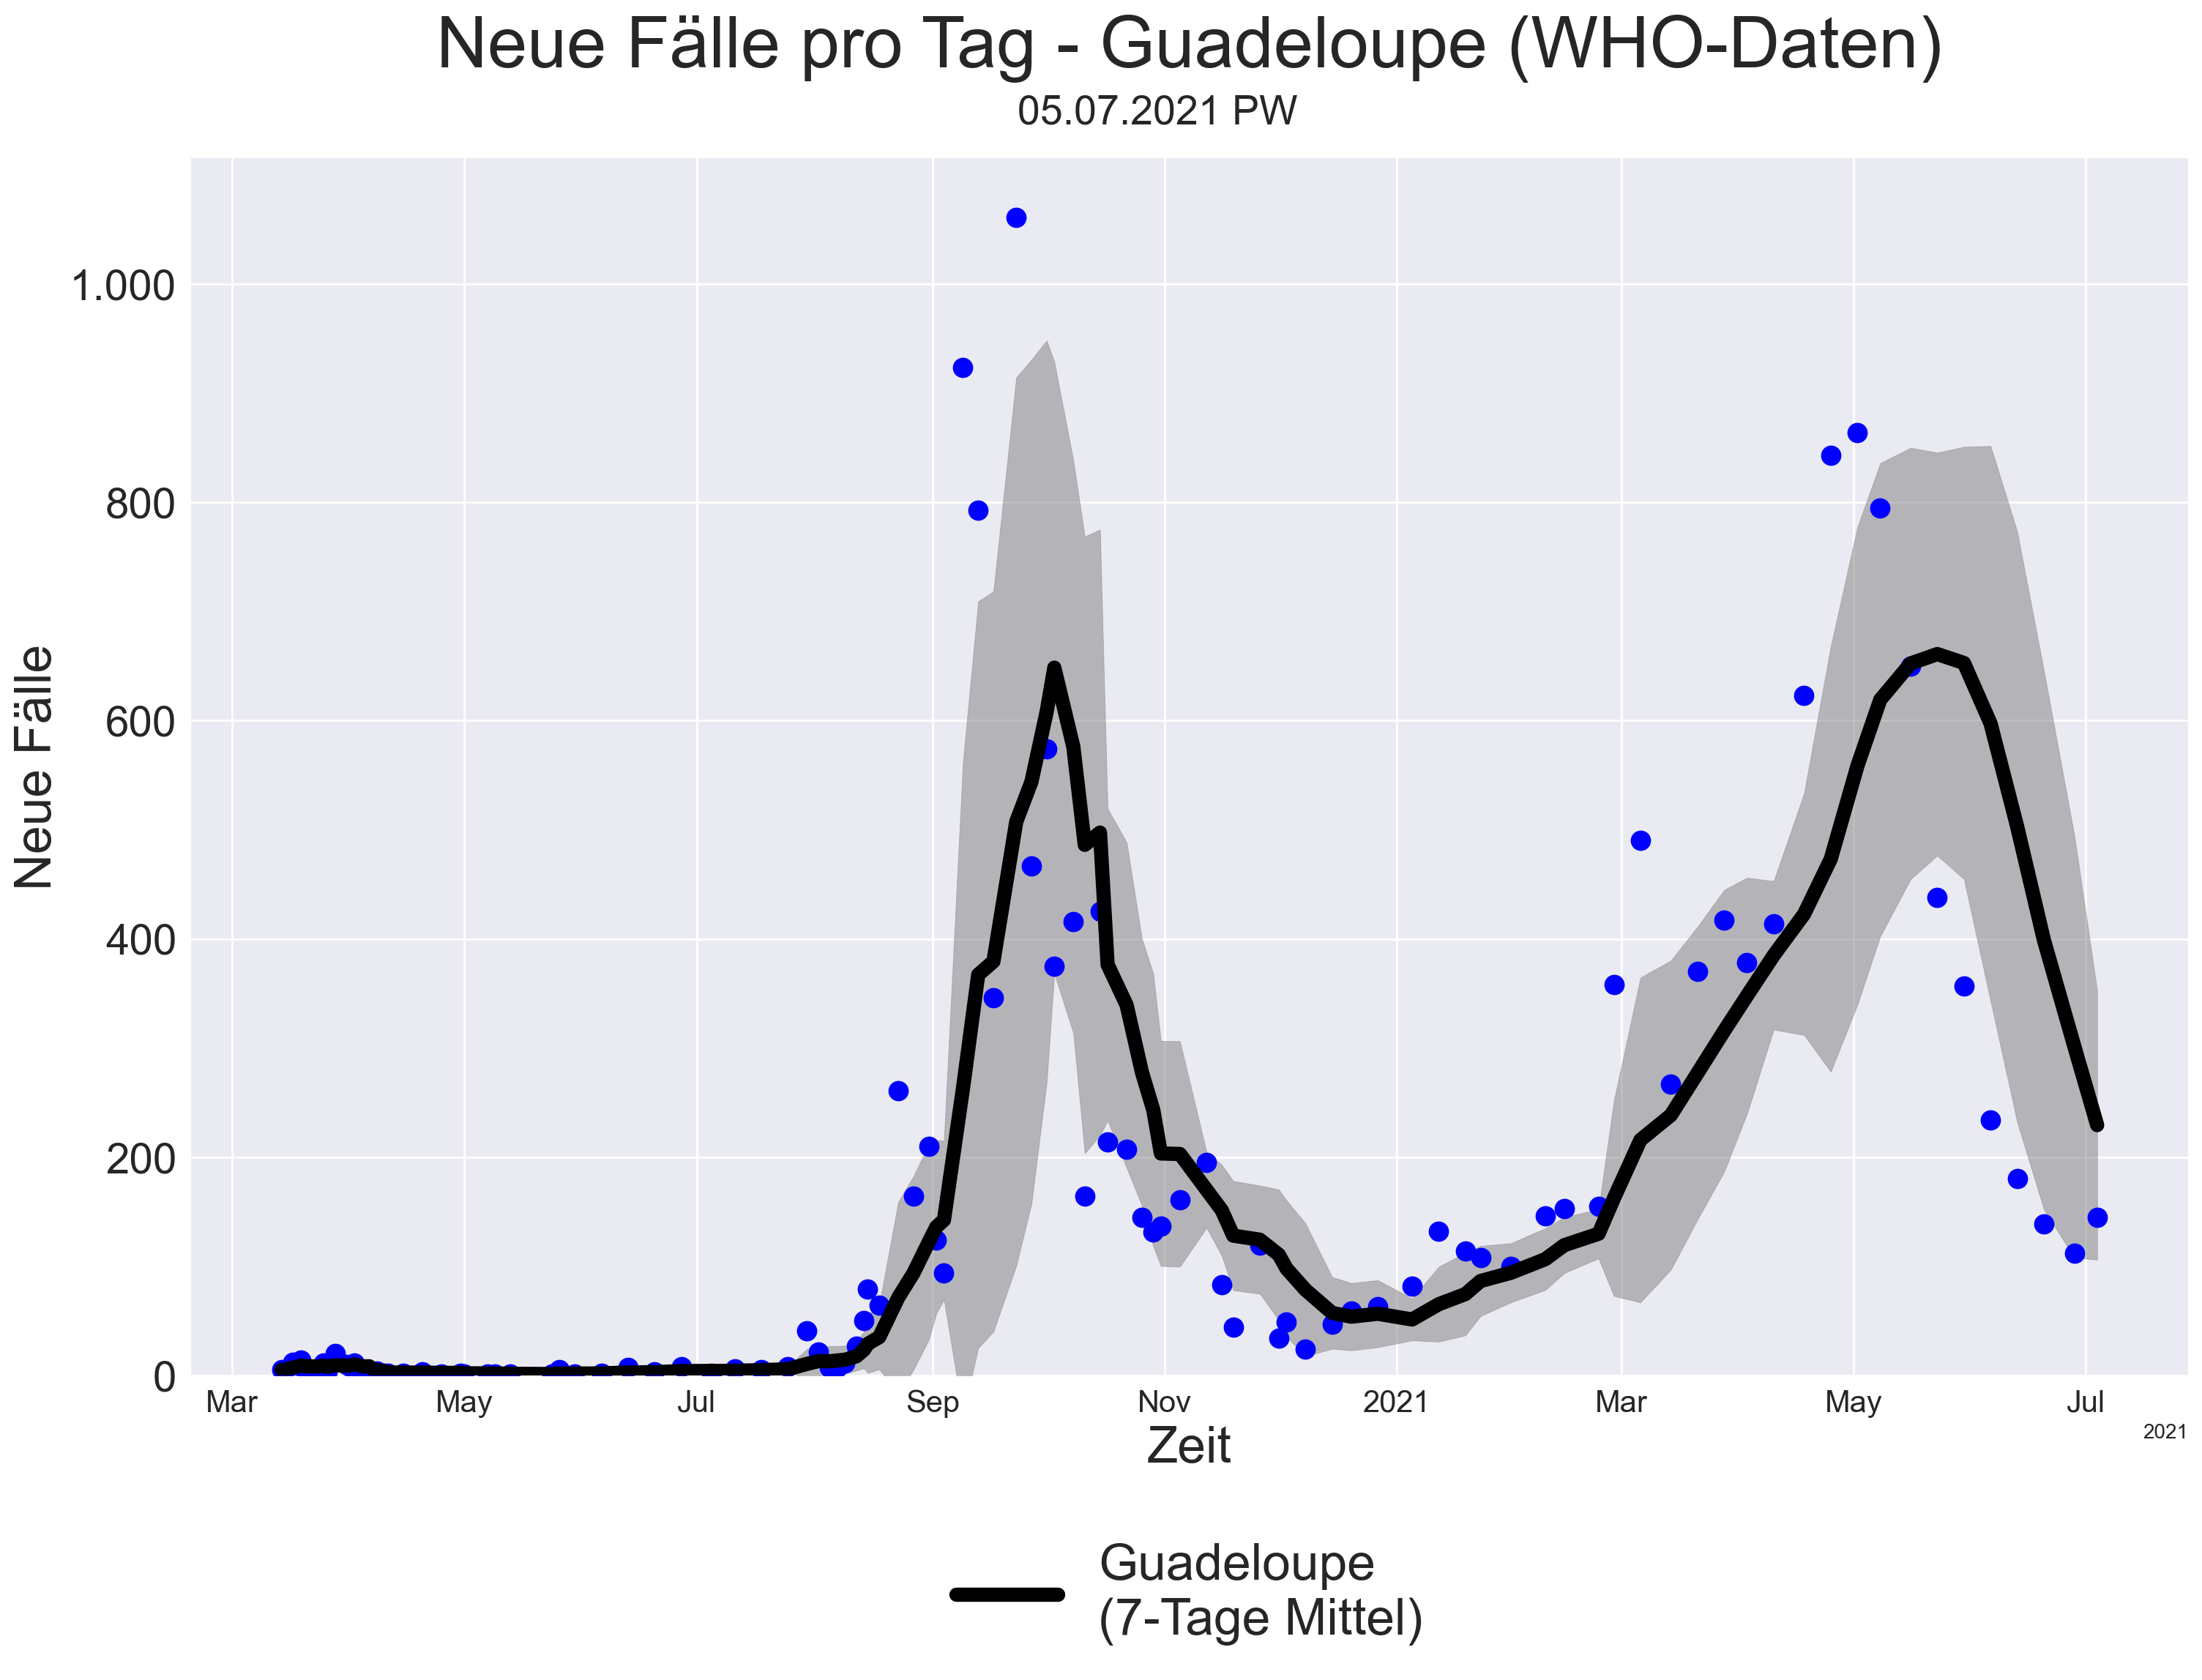 Neue Fälle pro Tag - Guadeloupe (WHO-Daten)
05.07.2021 PW
1.000
800
600
400
200
0
Neue Fälle
Mar May Jul Sep Nov 2021 Mar May Jul
2021
Zeit
Guadeloupe
(7-Tage Mittel)